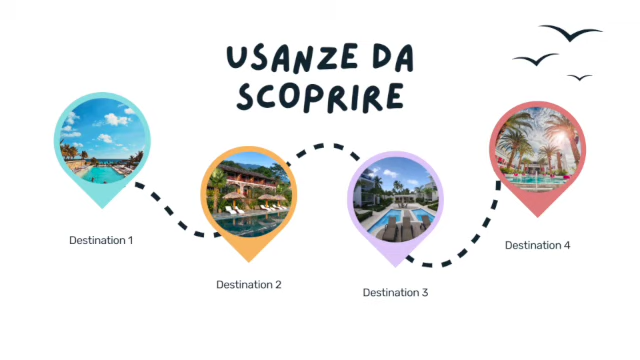 USANZE DA
SCOPRIRE
Destination 1
Destination 2
Destination 3
Destination 4